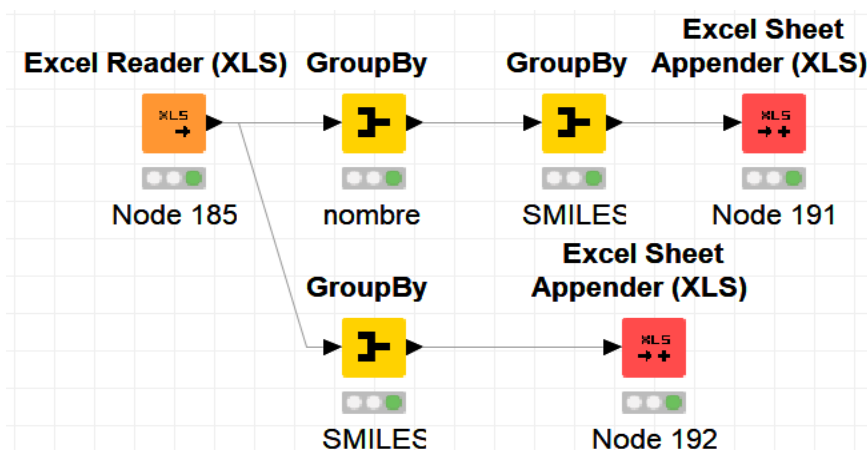 Excel Sheet
Excel Reader (XLS) GroupBy GroupBy Appender (XLS)
XLS XLS
Node 185 nombre SMILES Node 191
Excel Sheet
GroupBy Appender (XLS)
XLS
SMILES Node 192